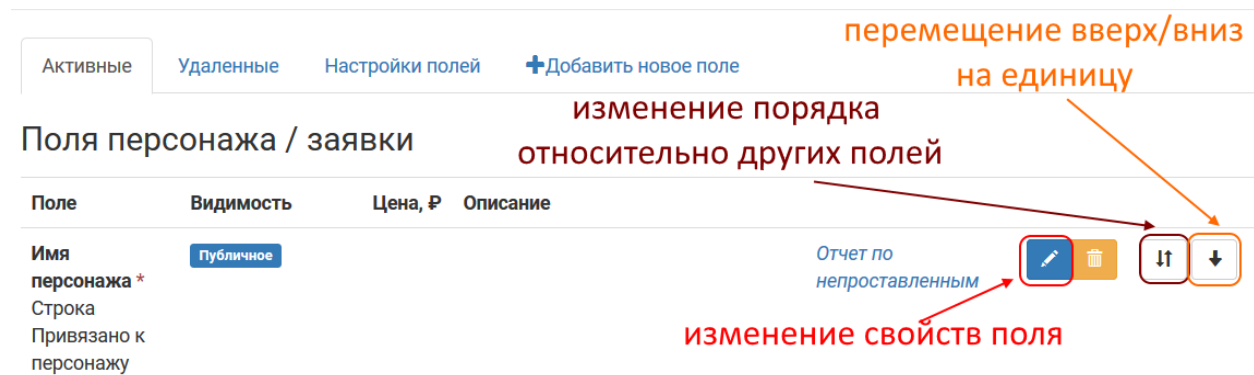 перемещение вверх/вниз
на единицу
Активные Удаленные Настройки полей Добавить новое поле
изменение порядка
относительно других полей
Поля персонажа / заявки
Поле Видимость Цена, ₽ Описание
Имя
персонажа *
Строка
Привязано к
персонажу
Публичное
Отчет по
непроставленным
изменение свойств поля